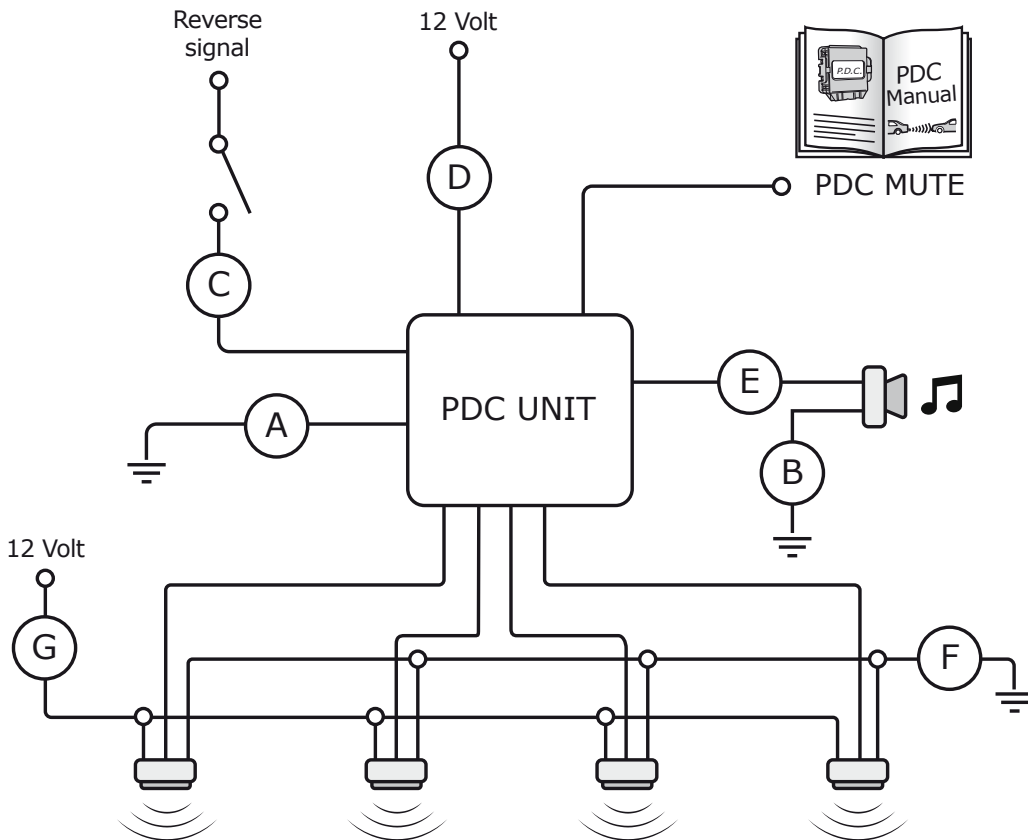 Reverse
signal
12 Volt
P.D.C.
PDC
Manual
D
PDC MUTE
C
E
PDC UNIT
A
B
12 Volt
G
F